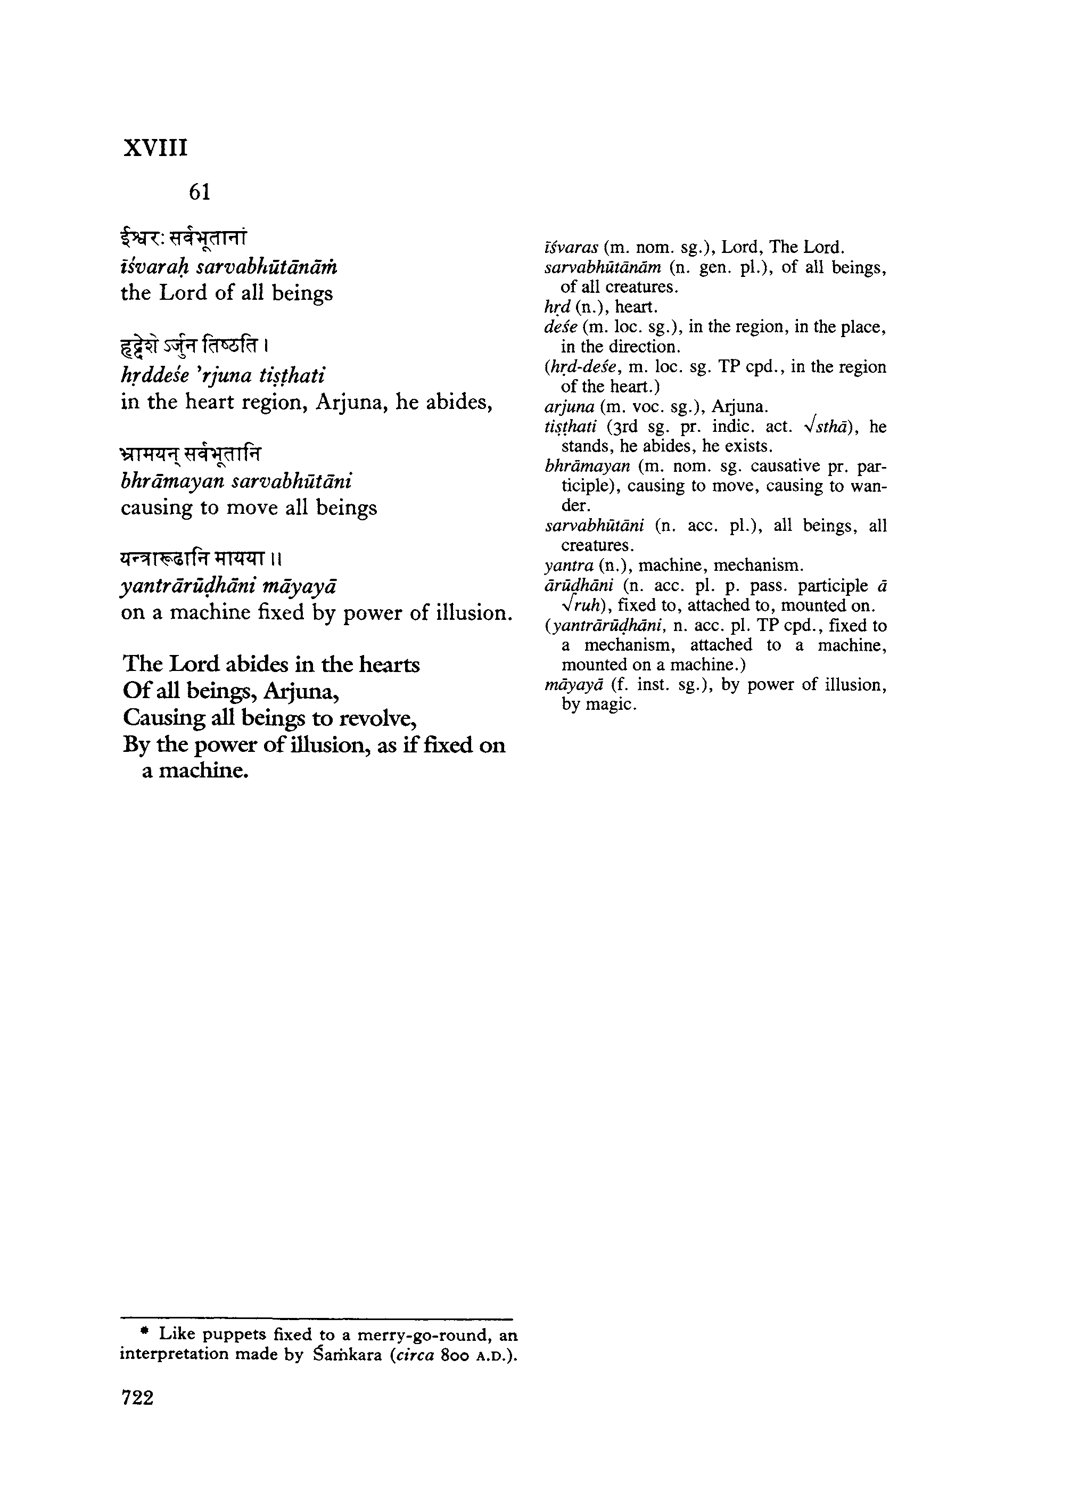 XVIII
61
ईश्वरः सर्वभूतानां
īśvaraḥ sarvabhūtānāṁ
the Lord of all beings
हृद्देशे ऽर्जुन तिष्ठति ।
hṛddeśe 'rjuna tiṣṭhati
in the heart region, Arjuna, he abides,
भ्रामयन् सर्वभूतानि
bhrāmayan sarvabhūtāni
causing to move all beings
यन्त्रारूढानि मायया ॥
yantrārūḍhāni māyayā
on a machine fixed by power of illusion.
The Lord abides in the hearts
Of all beings, Arjuna,
Causing all beings to revolve,
By the power of illusion, as if fixed on
a machine.
īśvaras (m. nom. sg.), Lord, The Lord.
sarvabhūtānām (n. gen. pl.), of all beings,
of all creatures.
hṛd (n.), heart.
deśe (m. loc. sg.), in the region, in the place,
in the direction.
(hṛd-deśe, m. loc. sg. TP cpd., in the region
of the heart.)
arjuna (m. voc. sg.), Arjuna.
tiṣṭhati (3rd sg. pr. indic. act. √sthā), he
stands, he abides, he exists.
bhrāmayan (m. nom. sg. causative pr. par-
ticiple), causing to move, causing to wan-
der.
sarvabhūtāni (n. acc. pl.), all beings, all
creatures.
yantra (n.), machine, mechanism.
ārūḍhāni (n. acc. pl. p. pass. participle ā
√ruh), fixed to, attached to, mounted on.
(yantrārūḍhāni, n. acc. pl. TP cpd., fixed to
a mechanism, attached to a machine,
mounted on a machine.)
māyayā (f. inst. sg.), by power of illusion,
by magic.
* Like puppets fixed to a merry-go-round, an
interpretation made by Śaṁkara (circa 800 A.D.).
722